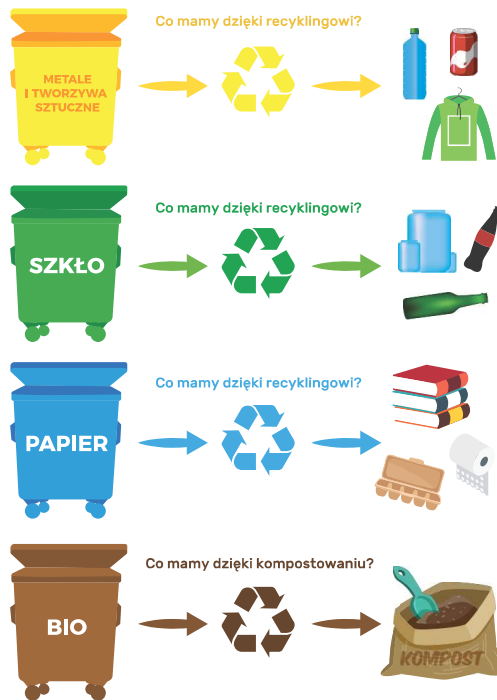 Co mamy dzięki recyklingowi?
METALE
I TWORZYWA
SZTUCZNE
Co mamy dzięki recyklingowi?
SZKŁO
Co mamy dzięki recyklingowi?
PAPIER
Co mamy dzięki kompostowaniu?
BIO
KOMPOST